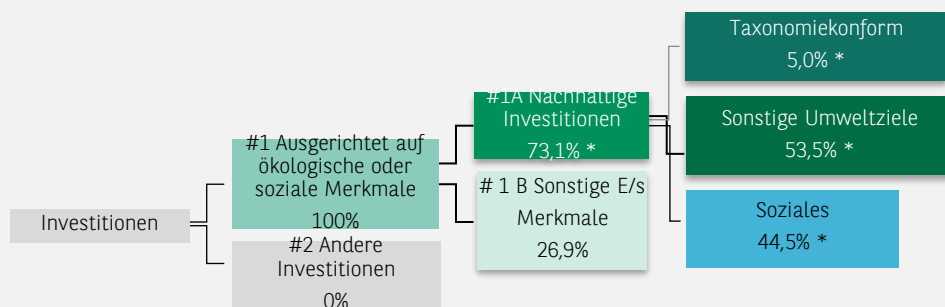 Investitionen
#1 Ausgerichtet auf
ökologische oder
soziale Merkmale
100%
#2 Andere
Investitionen
0%
#1A Nachhaltige
Investitionen
73,1% *
# 1 B Sonstige E/s
Merkmale
26,9%
Taxonomiekonform
5,0% *
Sonstige Umweltziele
53,5% *
Soziales
44,5% *